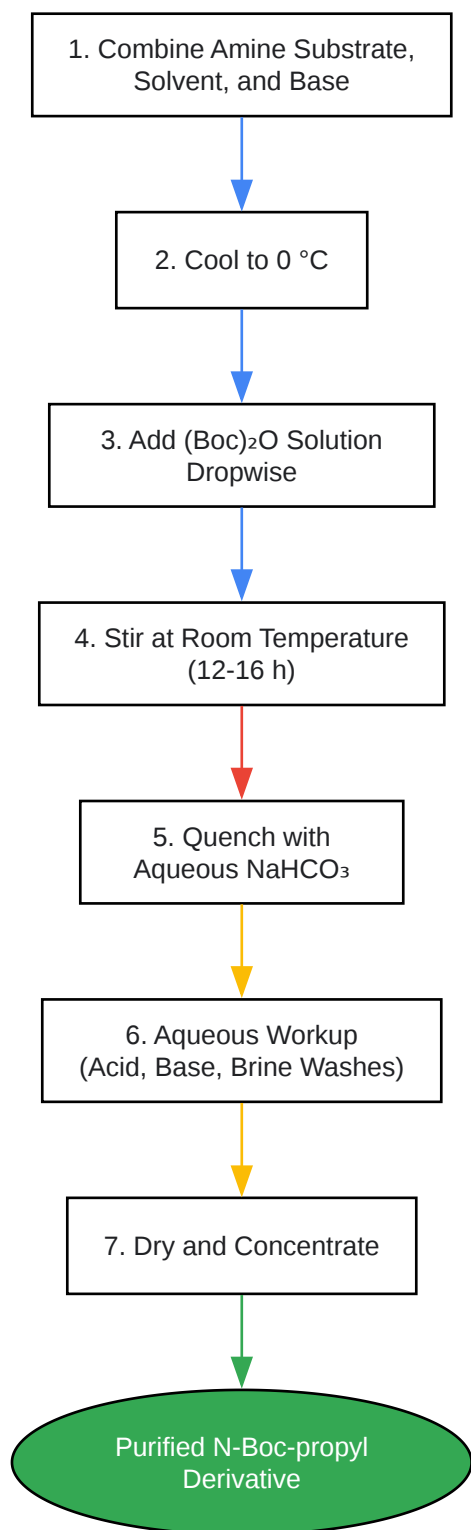 1. Combine Amine Substrate,
Solvent, and Base
2. Cool to 0 °C
3. Add (Boc)₂O Solution
Dropwise
4. Stir at Room Temperature
(12-16 h)
5. Quench with
Aqueous NaHCO₃
6. Aqueous Workup
(Acid, Base, Brine Washes)
7. Dry and Concentrate
Purified N-Boc-propyl
Derivative